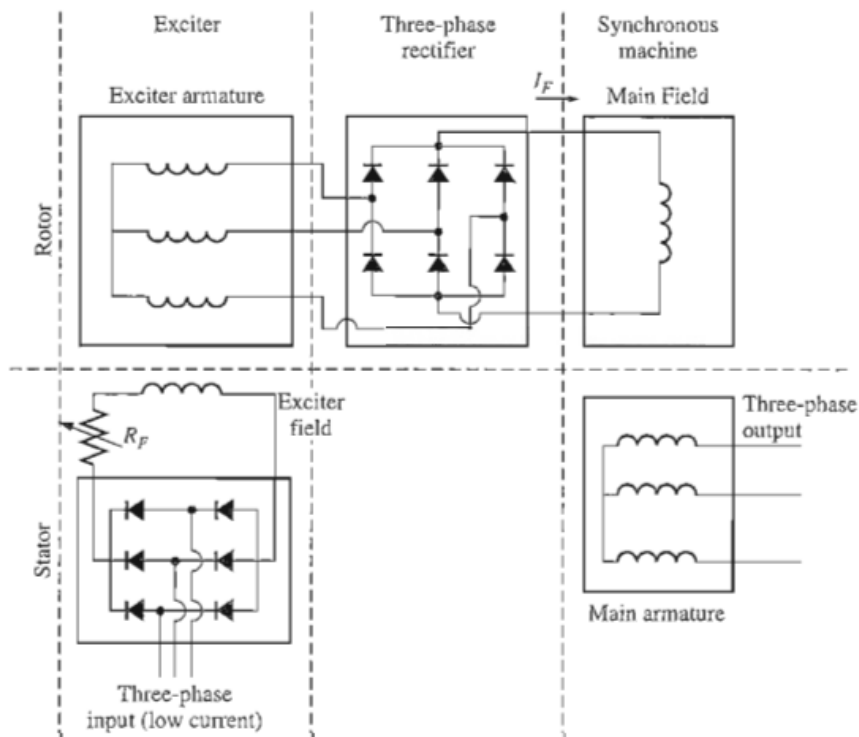 Exciter
Three-phase
rectifier
Synchronous
machine
Exciter armature
I_F
Main Field
Rotor
Exciter
field
R_F
Three-phase
output
Stator
Main armature
Three-phase
input (low current)